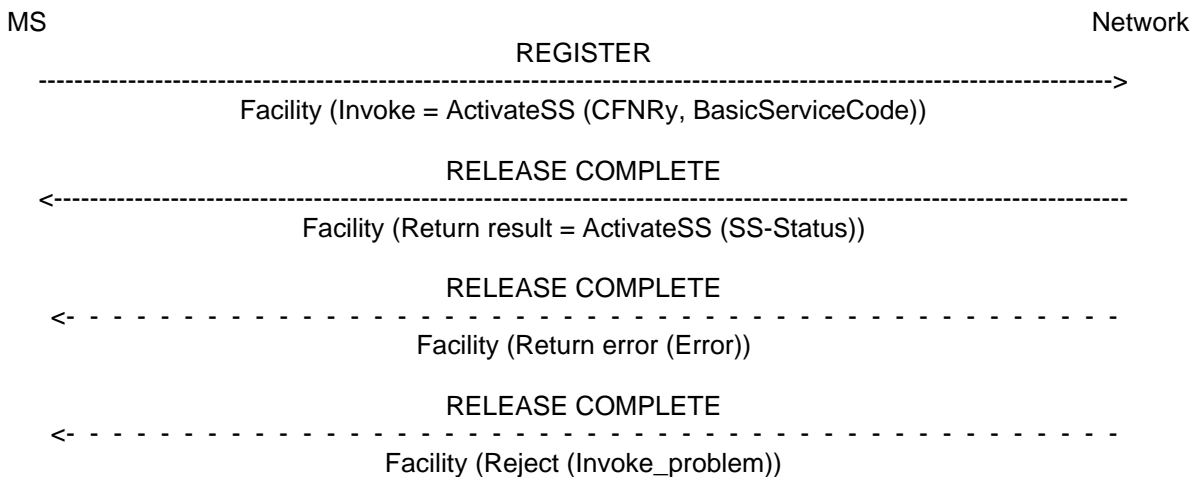 MS Network
REGISTER
------------------------------------------------------------------------------------------------------------------------>
Facility (Invoke = ActivateSS (CFNRy, BasicServiceCode))
RELEASE COMPLETE
<------------------------------------------------------------------------------------------------------------------------
Facility (Return result = ActivateSS (SS-Status))
RELEASE COMPLETE
<- - - - - - - - - - - - - - - - - - - - - - - - - - - - - - - - - - - - - - - - - - - - -
Facility (Return error (Error))
RELEASE COMPLETE
<- - - - - - - - - - - - - - - - - - - - - - - - - - - - - - - - - - - - - - - - - - - - -
Facility (Reject (Invoke_problem))